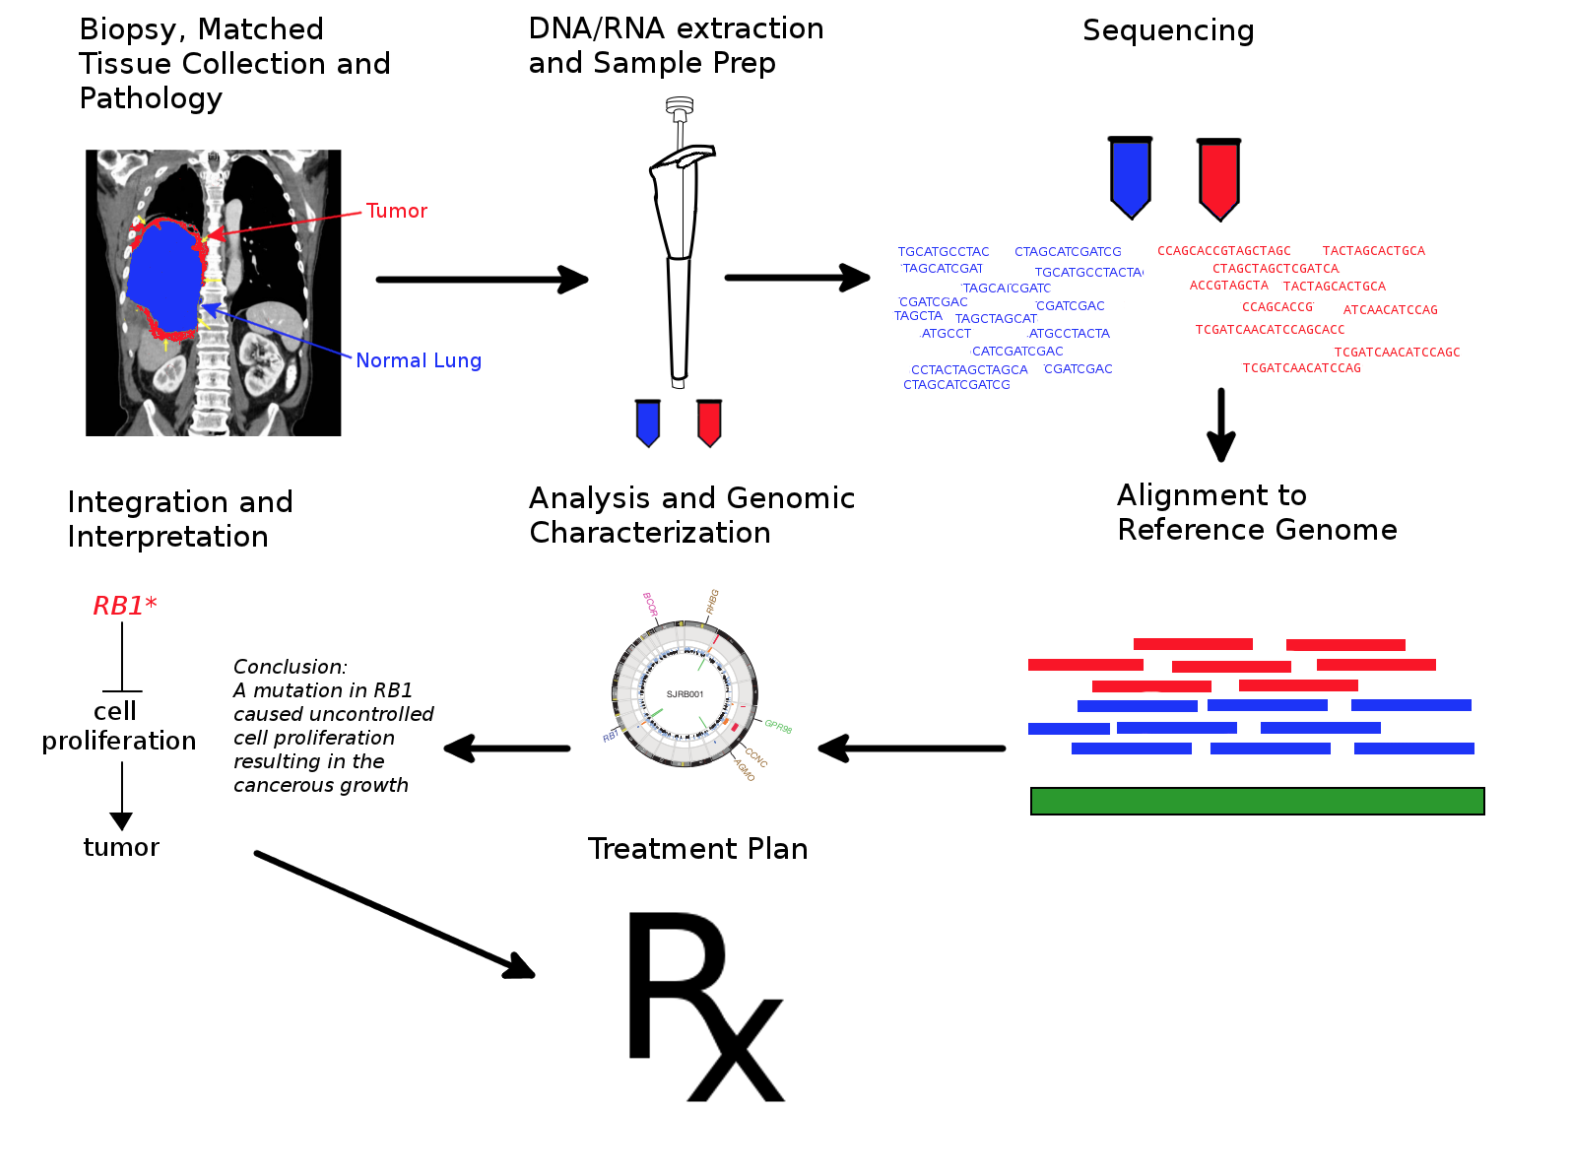 Biopsy, Matched
Tissue Collection and
Pathology
DNA/RNA extraction
and Sample Prep
Sequencing
Tumor
Normal Lung
TGCATGCCTAC CTAGCATCGATCG
TAGCATCGAT TGCATGCCTACTA
TAGCA CGATC
CGATCGAC CGATCGAC
TAGCTA TAGCTAGCAT
ATGCCT ATGCCTACTA
CATCGATCGAC
CCTACTAGCTAGCA CGATCGAC
CTAGCATCGATCG
CCAGCACCGTAGCTAGC TACTAGCACTGCA
CTAGCTAGCTCGATCA
ACCGTAGCTA TACTAGCACTGCA
CCAGCACCG ATCAACATCCAG
TCGATCAACATCCAGCACC
TCGATCAACATCCAGC
TCGATCAACATCCAG
Integration and
Interpretation
Analysis and Genomic
Characterization
Alignment to
Reference Genome
RB1*
cell
proliferation
tumor
Conclusion:
A mutation in RB1
caused uncontrolled
cell proliferation
resulting in the
cancerous growth
BCOR
RHBG
SJRB001
GPR98
RB1
CCNC
AGMO
Treatment Plan
Rx